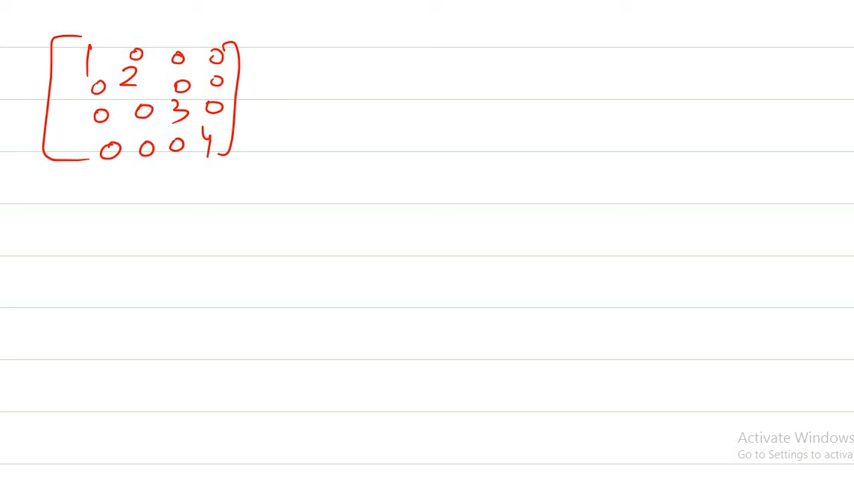 1 0 0 0
0 2 0 0
0 0 3 0
0 0 0 4
Activate Windows
Go to Settings to activa